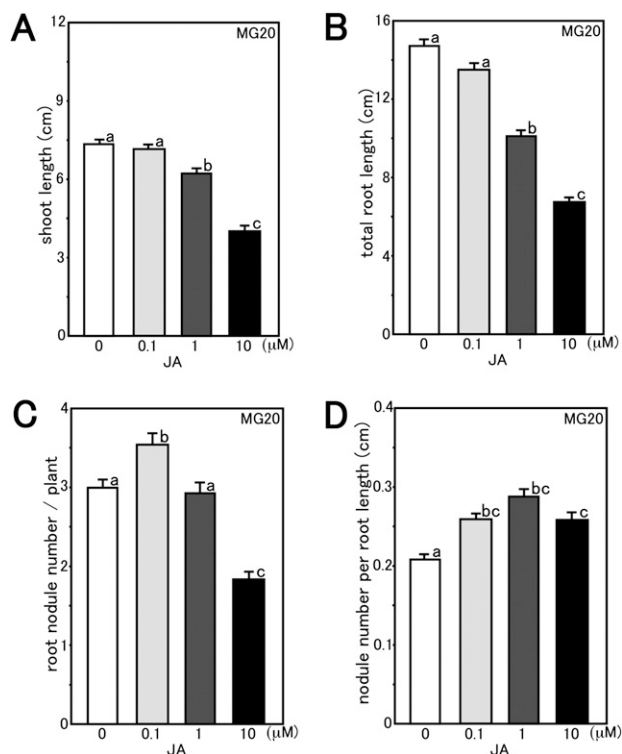 A
MG20
12
9
6
3
0
shoot length (cm)
a
a
b
c
0 0.1 1 10 (μM)
JA
B
MG20
16
14
12
8
6
4
0
total root length (cm)
a
a
b
c
0 0.1 1 10 (μM)
JA
C
MG20
4
3
2
1
0
root nodule number / plant
a
b
a
c
0 0.1 1 10 (μM)
JA
D
MG20
0.4
0.3
0.2
0.1
0
nodule number per root length (cm)
a
bc
bc
c
0 0.1 1 10 (μM)
JA